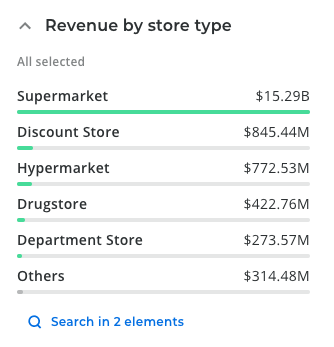 Revenue by store type
All selected
Supermarket $15.29B
Discount Store $845.44M
Hypermarket $772.53M
Drugstore $422.76M
Department Store $273.57M
Others $314.48M
Search in 2 elements